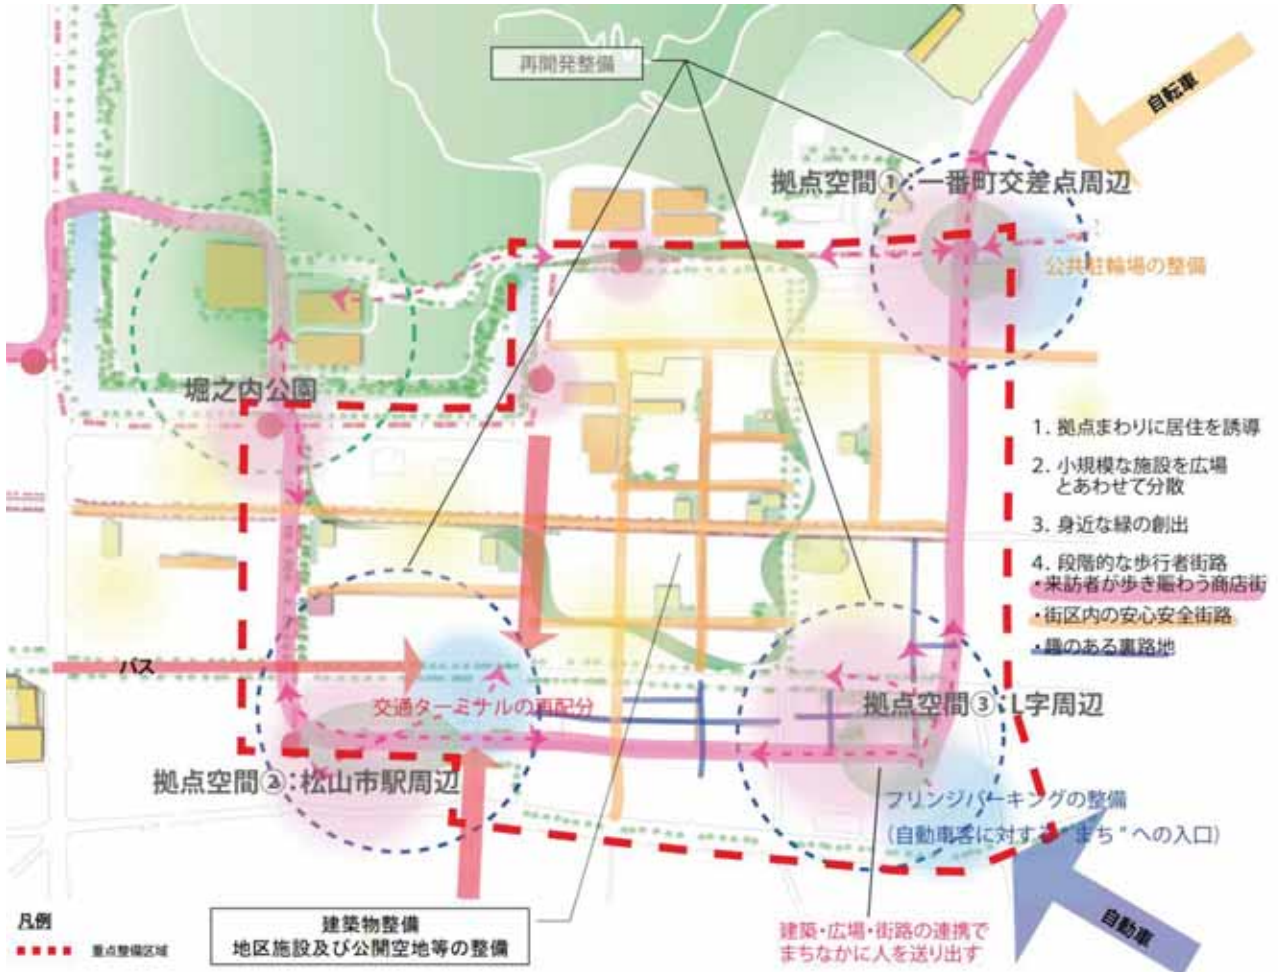 再開発整備
自転車
拠点空間①:一番町交差点周辺
公共駐輪場の整備
堀之内公園
1. 拠点まわりに居住を誘導
2. 小規模な施設を広場
とあわせて分散
3. 身近な緑の創出
4. 段階的な歩行者街路
・来訪者が歩き賑わう商店街
・街区内の安心安全街路
・趣のある裏路地
バス
交通ターミナルの再配分
拠点空間③:L字周辺
拠点空間②:松山市駅周辺
フリンジパーキングの整備
(自動車客に対する“まち“への入口)
自動車
凡例
重点整備区域
建築物整備
地区施設及び公開空地等の整備
建築・広場・街路の連携で
まちなかに人を送り出す